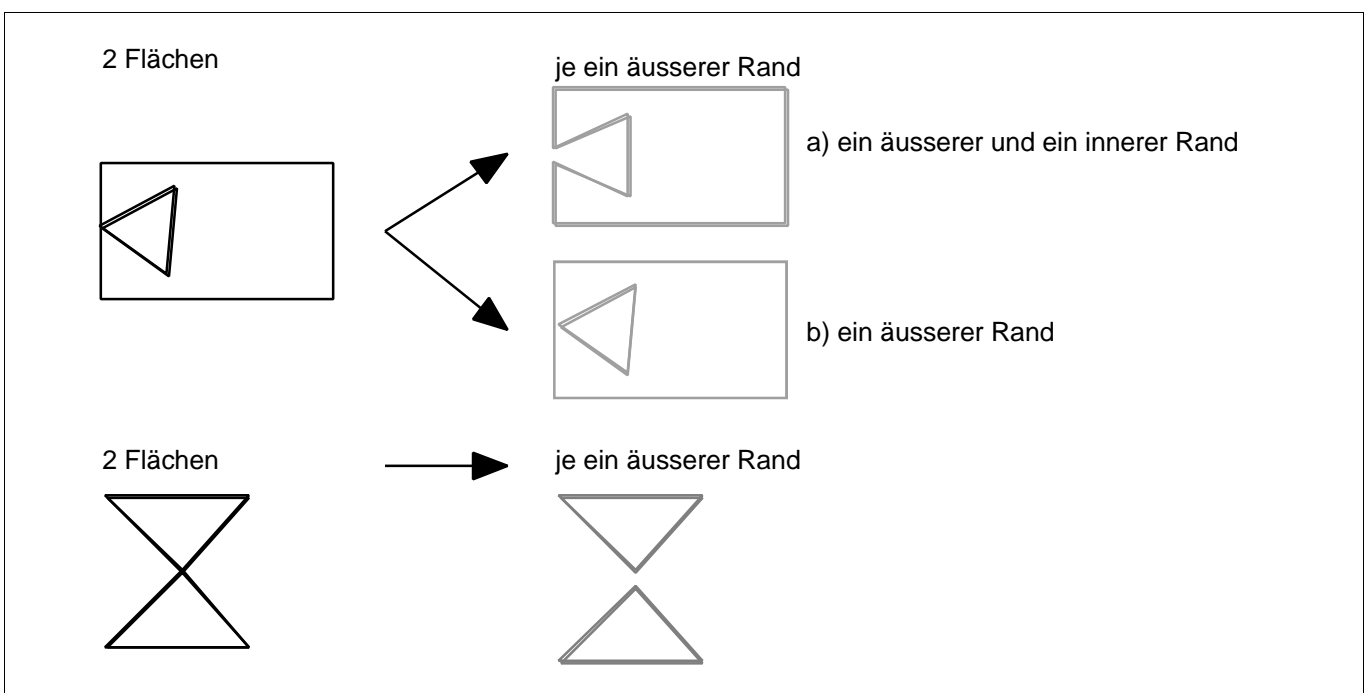 2 Flächen
je ein äusserer Rand
a) ein äusserer und ein innerer Rand
b) ein äusserer Rand
2 Flächen
je ein äusserer Rand